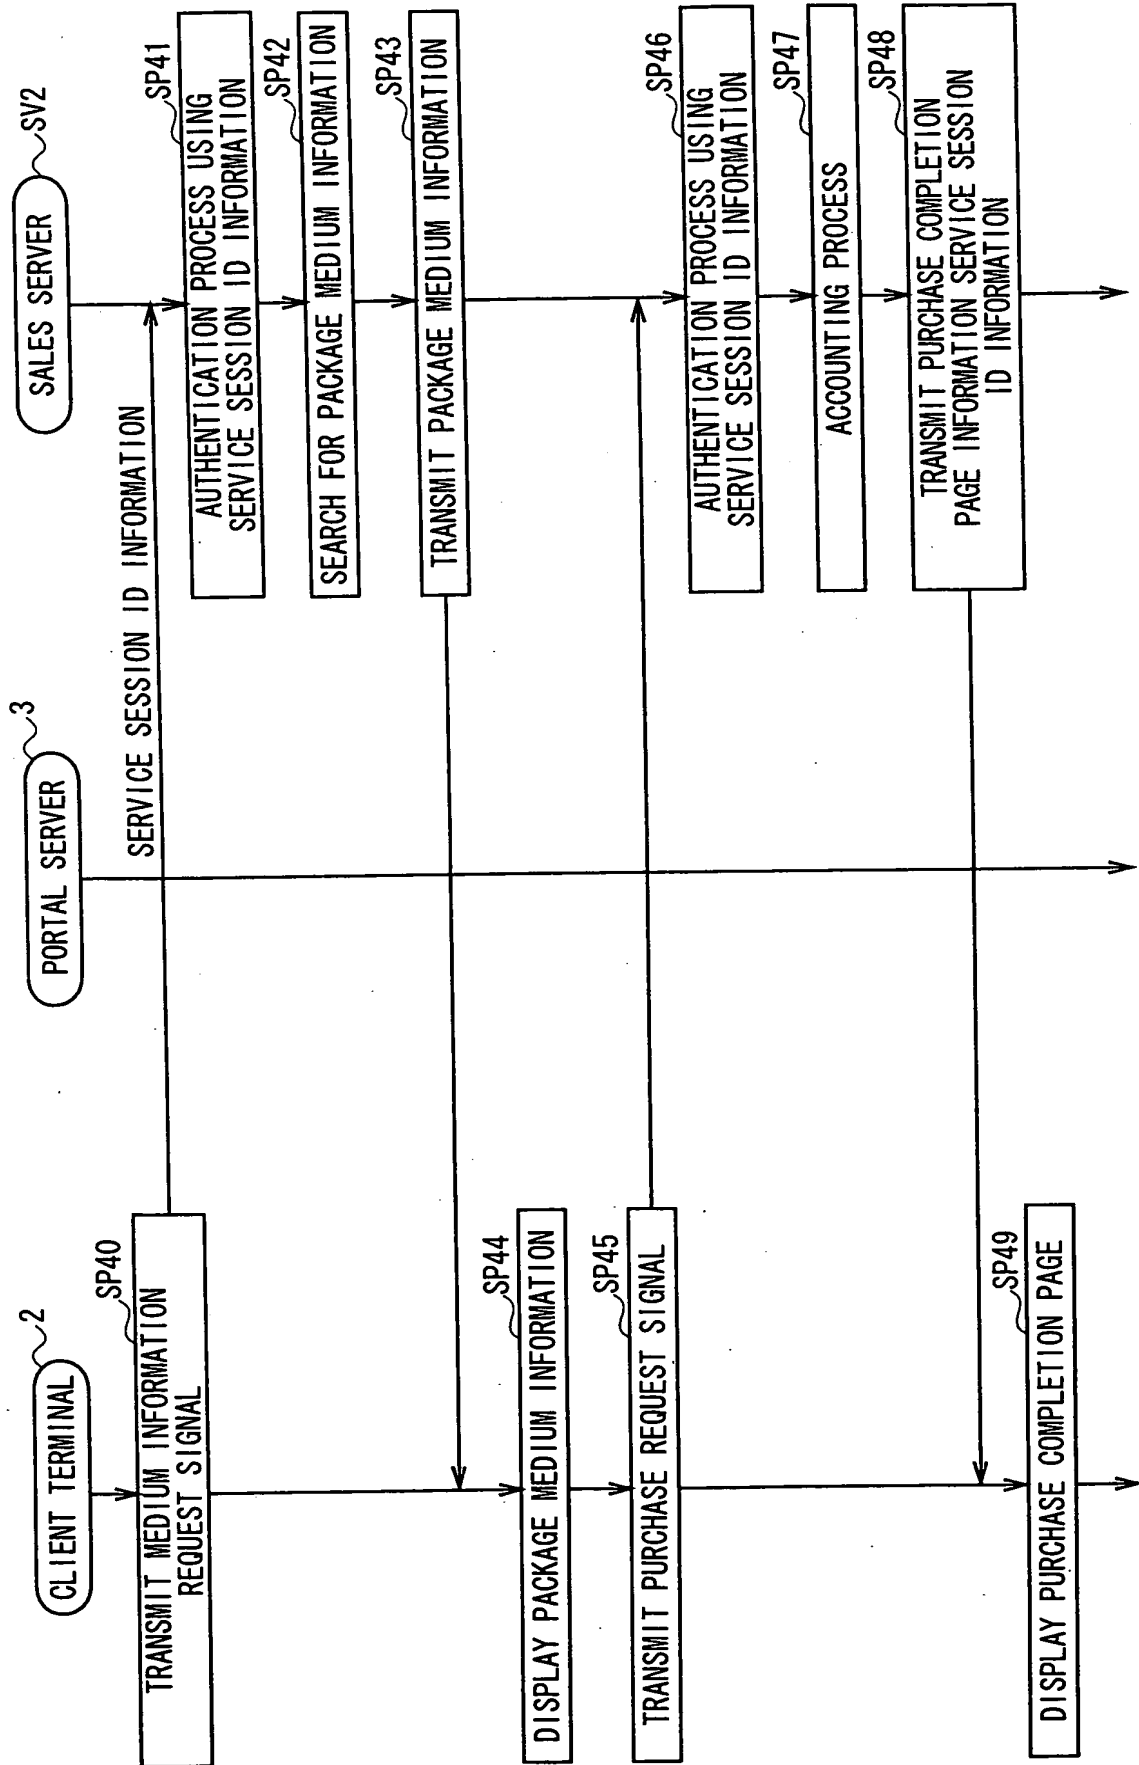 CLIENT TERMINAL
2
PORTAL SERVER
3
SALES SERVER
SV2
SP40
TRANSMIT MEDIUM INFORMATION
REQUEST SIGNAL
SERVICE SESSION ID INFORMATION
SP41
AUTHENTICATION PROCESS USING
SERVICE SESSION ID INFORMATION
SP42
SEARCH FOR PACKAGE MEDIUM INFORMATION
SP43
TRANSMIT PACKAGE MEDIUM INFORMATION
SP44
DISPLAY PACKAGE MEDIUM INFORMATION
SP45
TRANSMIT PURCHASE REQUEST SIGNAL
SP46
AUTHENTICATION PROCESS USING
SERVICE SESSION ID INFORMATION
SP47
ACCOUNTING PROCESS
SP48
TRANSMIT PURCHASE COMPLETION
PAGE INFORMATION SERVICE SESSION
ID INFORMATION
SP49
DISPLAY PURCHASE COMPLETION PAGE